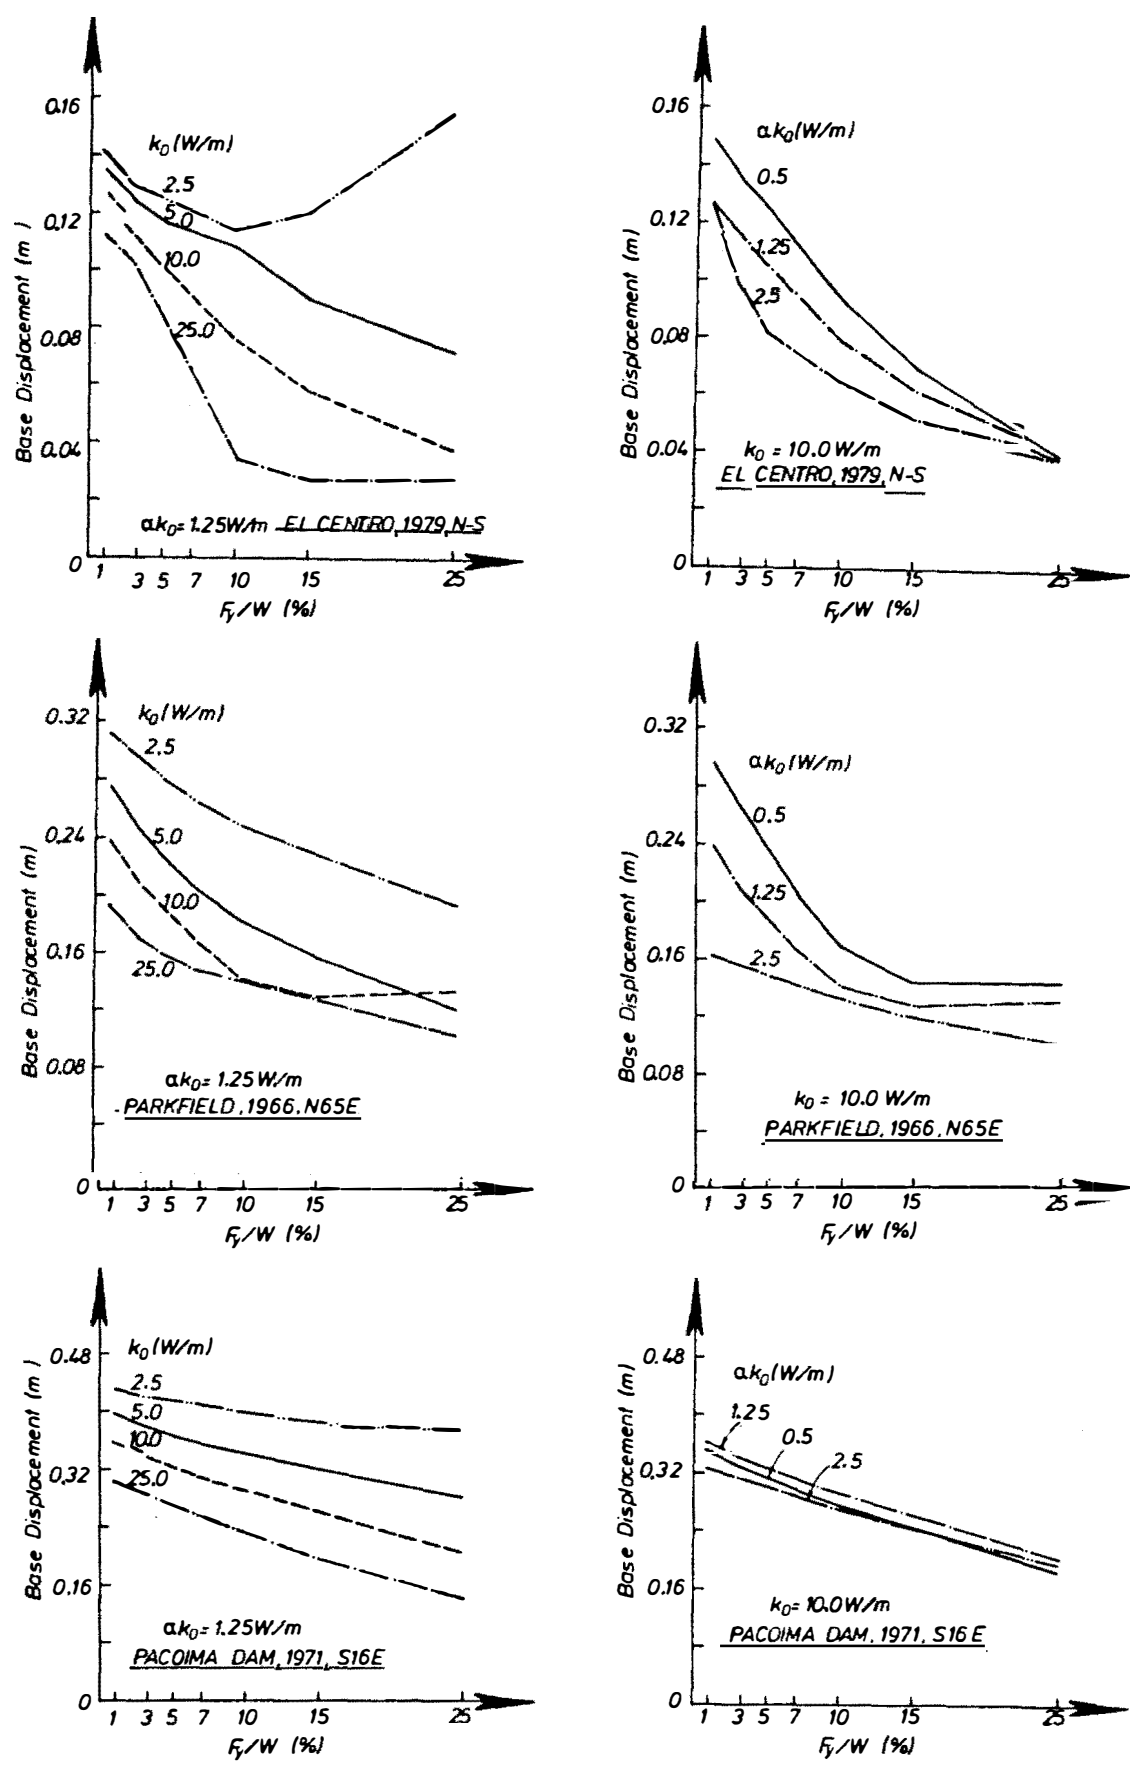 0.16
k₀ (W/m)
2.5
0.12
5.0
10.0
25.0
0.08
0.04
Base Displacement (m)
αk₀ = 1.25 W/m EL CENTRO, 1979, N-S
0
1 3 5 7 10 15 25
Fy/W (%)
0.16
αk₀ (W/m)
0.5
0.12
1.25
2.5
0.08
0.04
Base Displacement (m)
k₀ = 10.0 W/m
EL CENTRO, 1979, N-S
0
1 3 5 7 10 15 25
Fy/W (%)
0.32
k₀ (W/m)
2.5
0.24
5.0
10.0
0.16
25.0
0.08
Base Displacement (m)
αk₀ = 1.25 W/m
PARKFIELD, 1966, N65E
0
1 3 5 7 10 15 25
Fy/W (%)
0.32
αk₀ (W/m)
0.5
0.24
1.25
0.16
2.5
0.08
Base Displacement (m)
k₀ = 10.0 W/m
PARKFIELD, 1966, N65E
0
1 3 5 7 10 15 25
Fy/W (%)
0.48
k₀ (W/m)
2.5
5.0
10.0
0.32
25.0
0.16
Base Displacement (m)
αk₀ = 1.25 W/m
PACOIMA DAM, 1971, S16E
0
1 3 5 7 10 15 25
Fy/W (%)
0.48
αk₀ (W/m)
1.25
0.5
2.5
0.32
0.16
Base Displacement (m)
k₀ = 10.0 W/m
PACOIMA DAM, 1971, S16E
0
1 3 5 7 10 15 25
Fy/W (%)